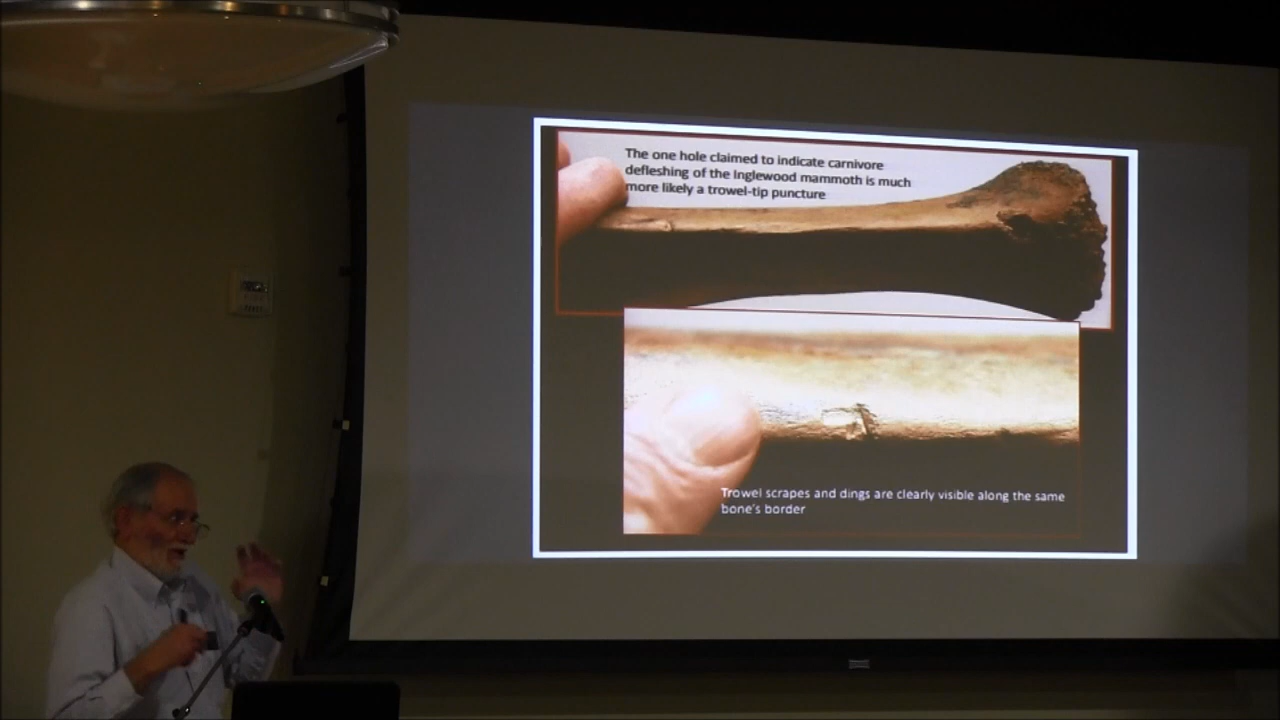 The one hole claimed to indicate carnivore
defleshing of the Inglewood mammoth is much
more likely a trowel-tip puncture
Trowel scrapes and dings are clearly visible along the same
bone's border